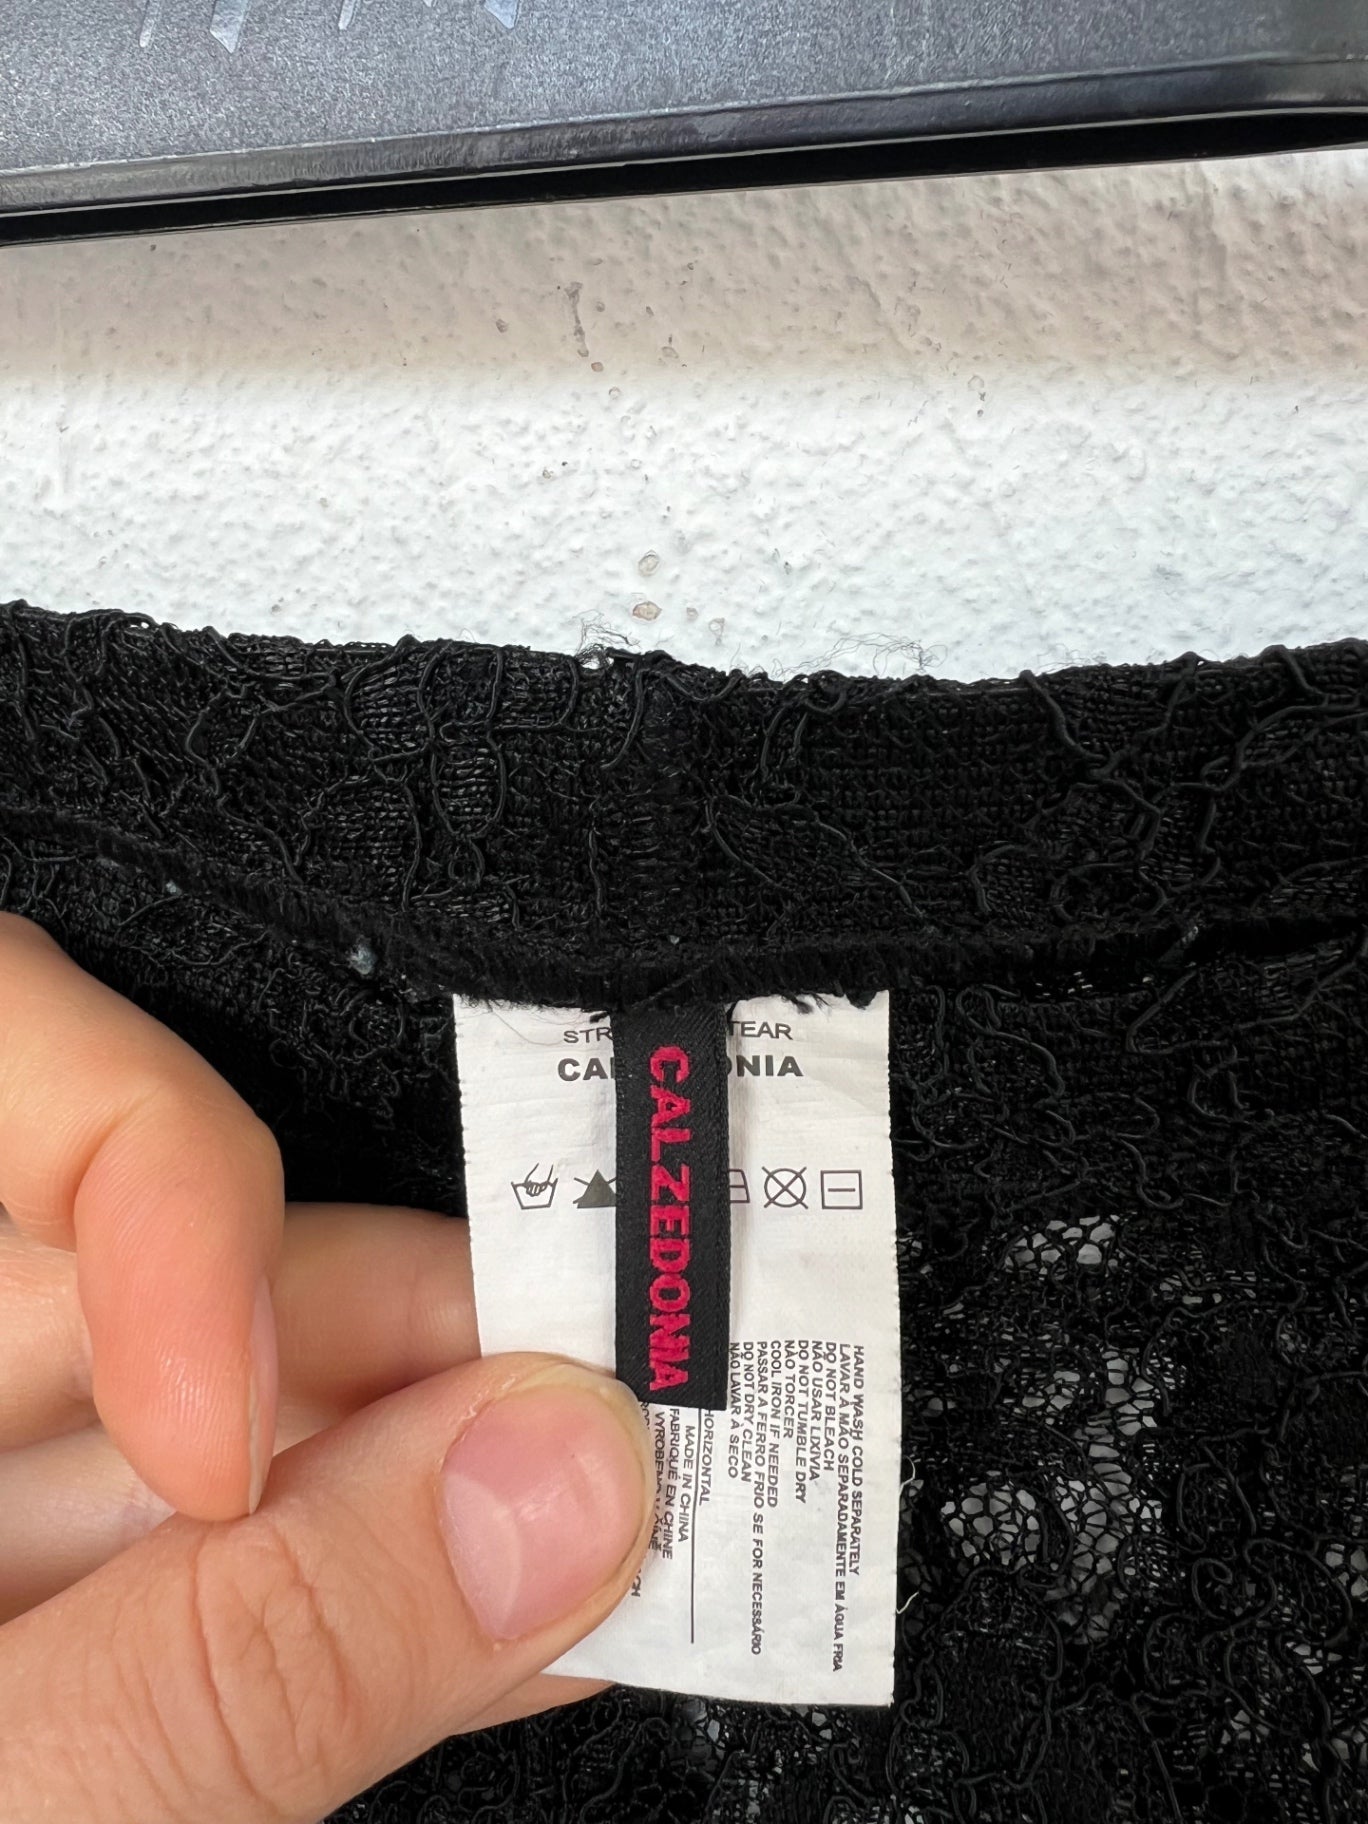 CALZEDONIA
HAND WASH COLD SEPARATELY
LAVAR À MÃO SEPARADAMENTE EM ÁGUA FRIA
DO NOT BLEACH
NÃO USAR LIXIVIA
DO NOT TUMBLE DRY
NÃO TORCER
COOL IRON IF NEEDED
PASSAR A FERRO FRIO SE FOR NECESSÁRIO
DO NOT DRY CLEAN
NÃO LAVAR À SECO
HORIZONTAL
MADE IN CHINA
FABRIQUÉ EN CHINE